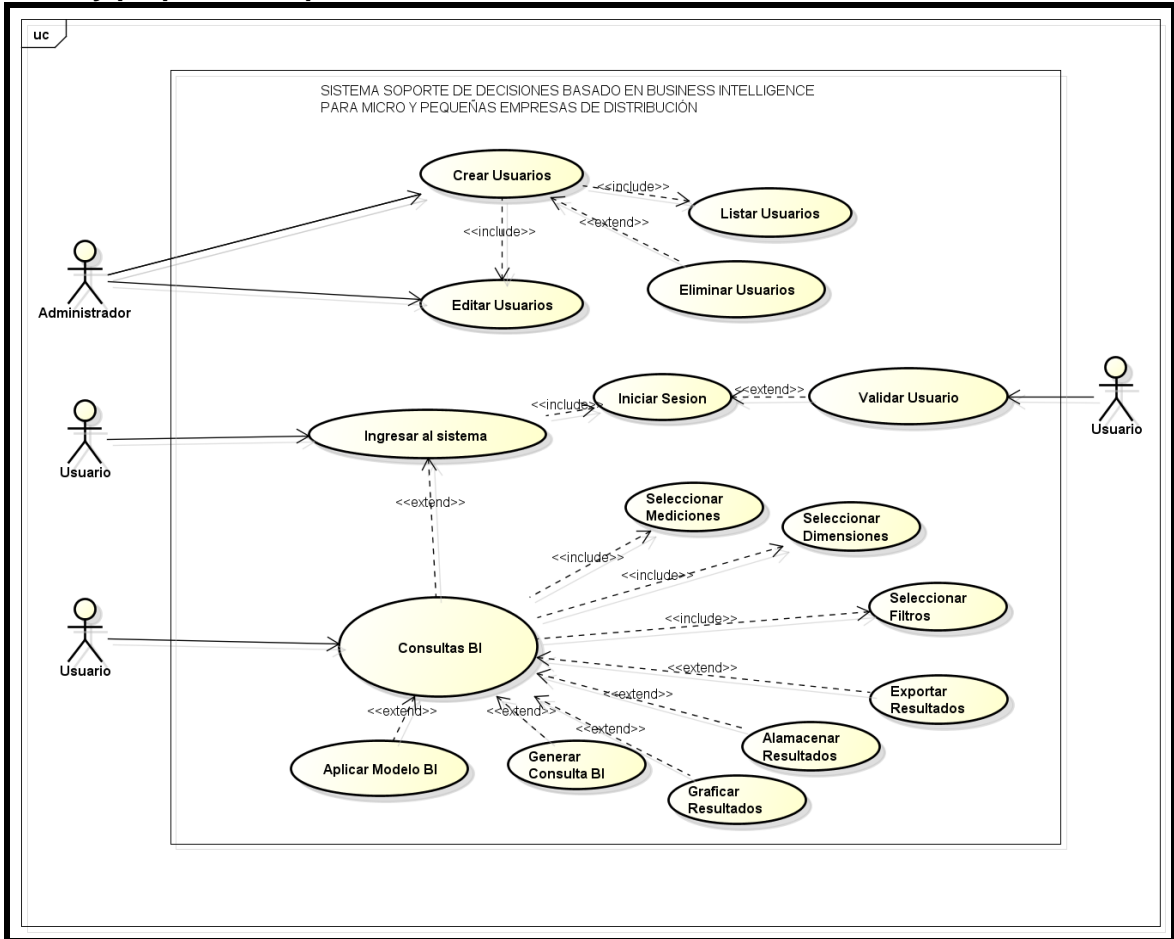 uc
SISTEMA SOPORTE DE DECISIONES BASADO EN BUSINESS INTELLIGENCE
PARA MICRO Y PEQUEÑAS EMPRESAS DE DISTRIBUCIÓN
Crear Usuarios
<<include>>
Listar Usuarios
<<extend>>
<<include>>
Eliminar Usuarios
Editar Usuarios
Administrador
Iniciar Sesion
<<extend>>
Validar Usuario
<<include>>
Usuario
Ingresar al sistema
Usuario
<<extend>>
Seleccionar
Mediciones
Seleccionar
Dimensiones
<<include>>
<<include>>
Seleccionar
Filtros
<<include>>
Consultas BI
Usuario
<<extend>>
Exportar
Resultados
<<extend>>
<<extend>>
<<extend>>
<<extend>>
Alamacenar
Resultados
Aplicar Modelo BI
Generar
Consulta BI
Graficar
Resultados